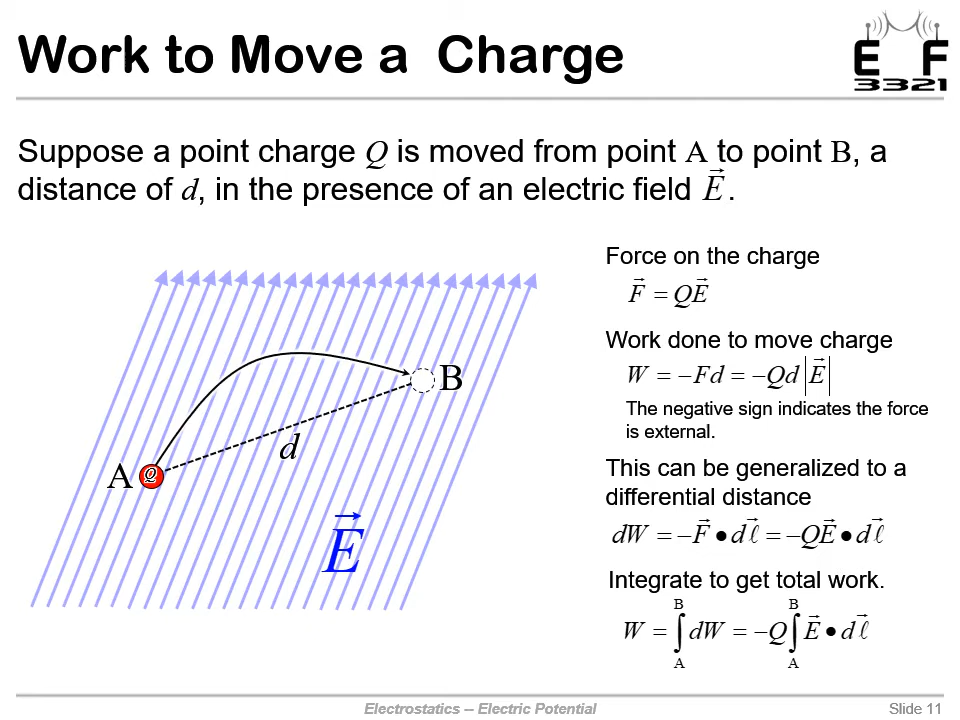 Work to Move a  Charge
E F
3321
Suppose a point charge Q is moved from point A to point B, a
distance of d, in the presence of an electric field E⃗.
Force on the charge
F⃗ = QE⃗
Work done to move charge
W = −Fd = −Qd |E⃗|
The negative sign indicates the force
is external.
This can be generalized to a
differential distance
dW = −F⃗ • dℓ⃗ = −QE⃗ • dℓ⃗
Integrate to get total work.
W = ∫_A^B dW = −Q ∫_A^B E⃗ • dℓ⃗
B
d
A
Q
E⃗
Electrostatics -- Electric Potential
Slide 11